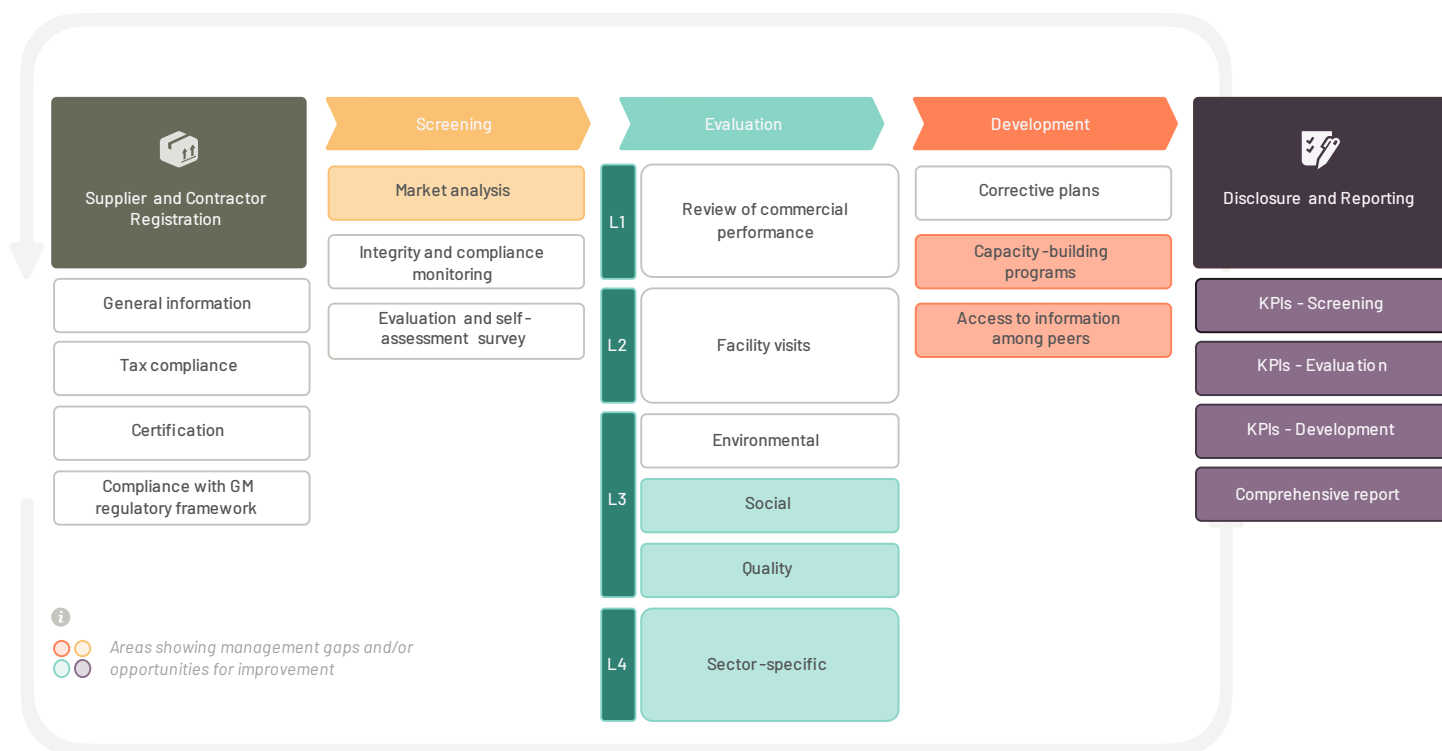 Supplier and Contractor
Registration
General information
Tax compliance
Certification
Compliance with GM
regulatory framework
Screening
Market analysis
Integrity and compliance
monitoring
Evaluation and self-
assessment survey
Evaluation
L1
Review of commercial
performance
L2
Facility visits
L3
Environmental
Social
Quality
L4
Sector-specific
Development
Corrective plans
Capacity-building
programs
Access to information
among peers
Disclosure and Reporting
KPIs - Screening
KPIs - Evaluation
KPIs - Development
Comprehensive report
i
Areas showing management gaps and/or
opportunities for improvement